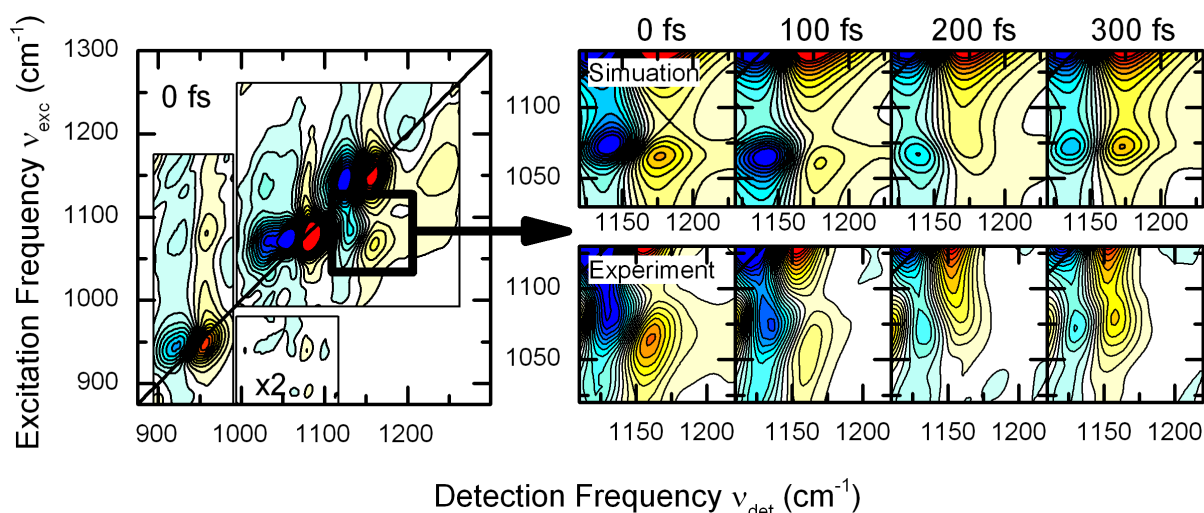 0 fs 100 fs 200 fs 300 fs
Excitation Frequency ν exc (cm-1)
1300
1200
1100
1000
900
0 fs
x2
900 1000 1100 1200
Simuation
1100
1050
1150 1200 1150 1200 1150 1200 1150 1200
Experiment
1100
1050
1150 1200 1150 1200 1150 1200 1150 1200
Detection Frequency ν det (cm-1)